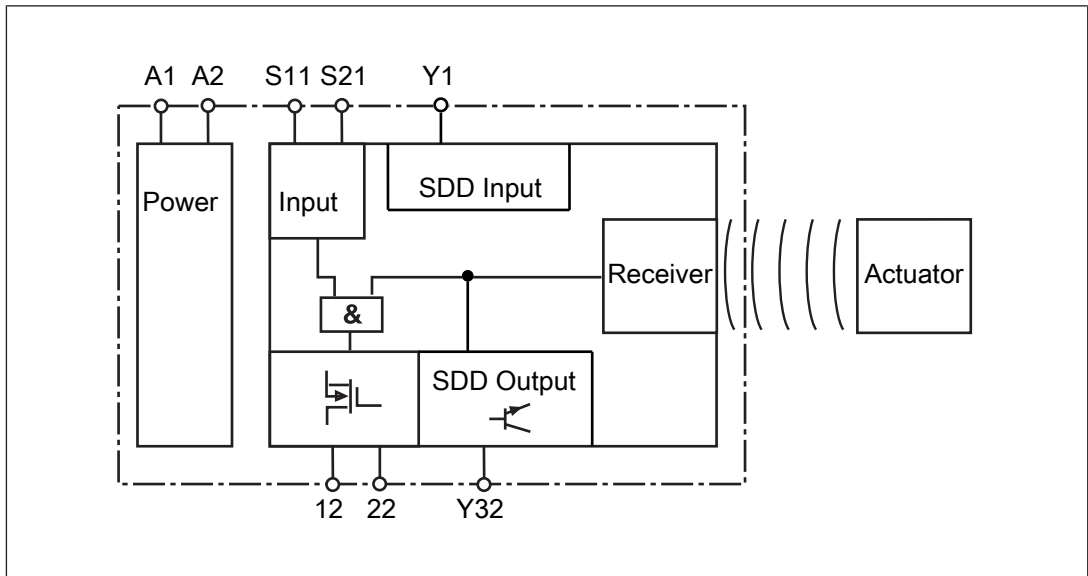 A1 A2 S11 S21 Y1
Power
Input
SDD Input
Receiver
Actuator
&
SDD Output
12 22 Y32